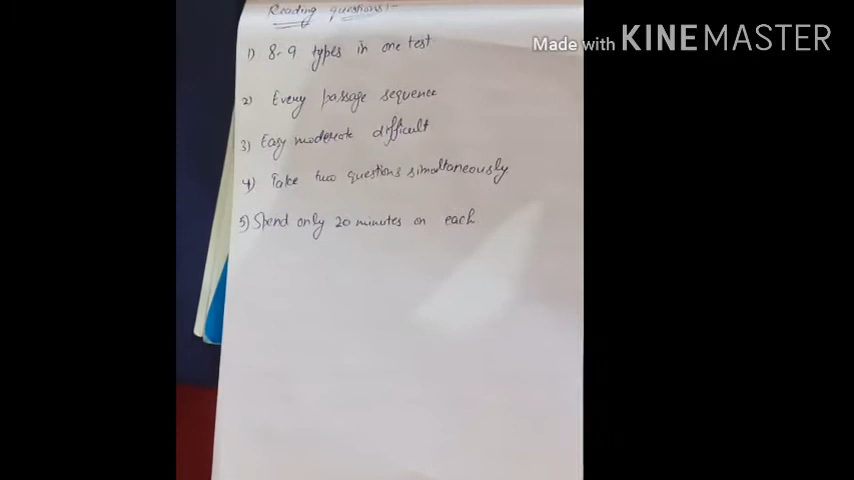 Reading questions:-
1) 8-9 types in one test
Made with KINEMASTER
2) Every passage sequence
3) Easy moderate difficult
4) Take two questions simultaneously
5) Spend only 20 minutes on each